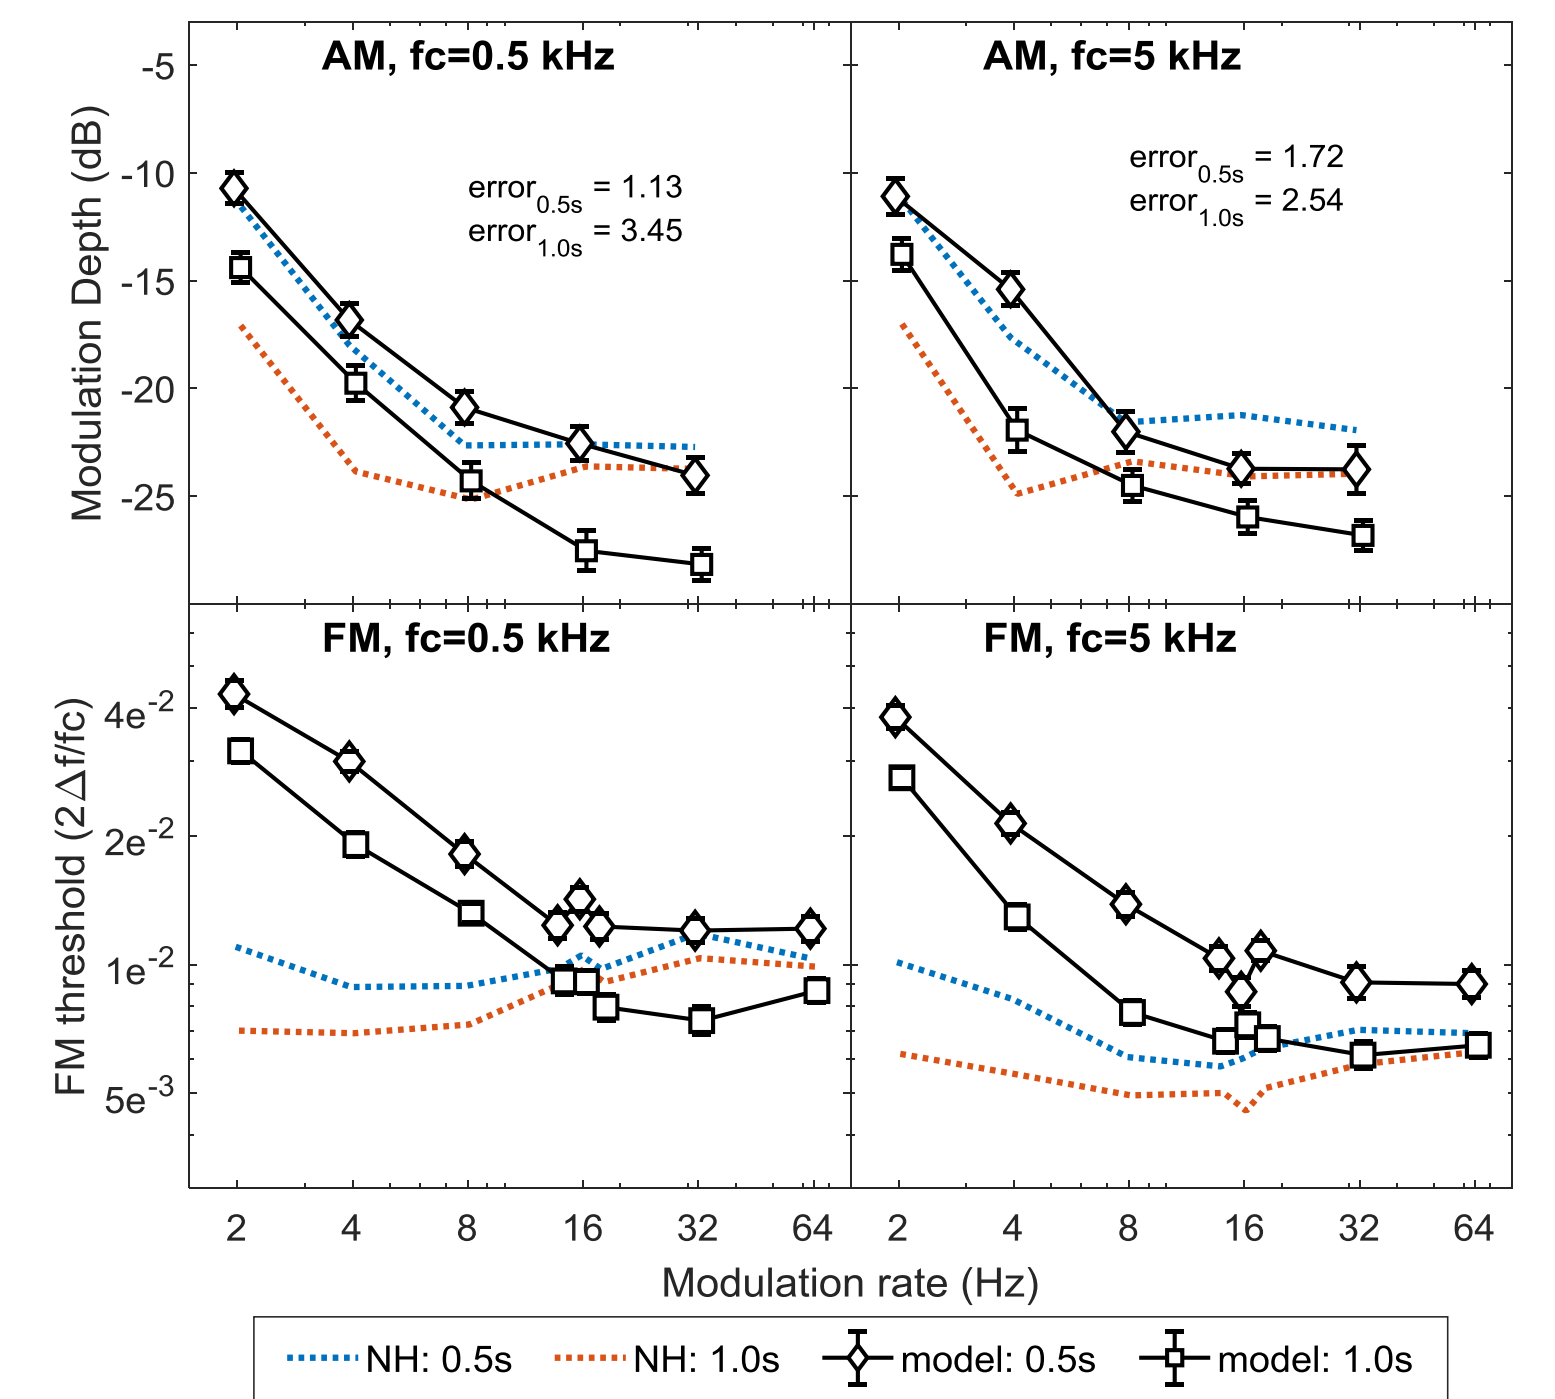 AM, fc=0.5 kHz
AM, fc=5 kHz
-5
-10
-15
-20
-25
Modulation Depth (dB)
error0.5s = 1.13
error1.0s = 3.45
error0.5s = 1.72
error1.0s = 2.54
FM, fc=0.5 kHz
FM, fc=5 kHz
4e-2
2e-2
1e-2
5e-3
FM threshold (2Δf/fc)
2 4 8 16 32 64 2 4 8 16 32 64
Modulation rate (Hz)
NH: 0.5s NH: 1.0s model: 0.5s model: 1.0s